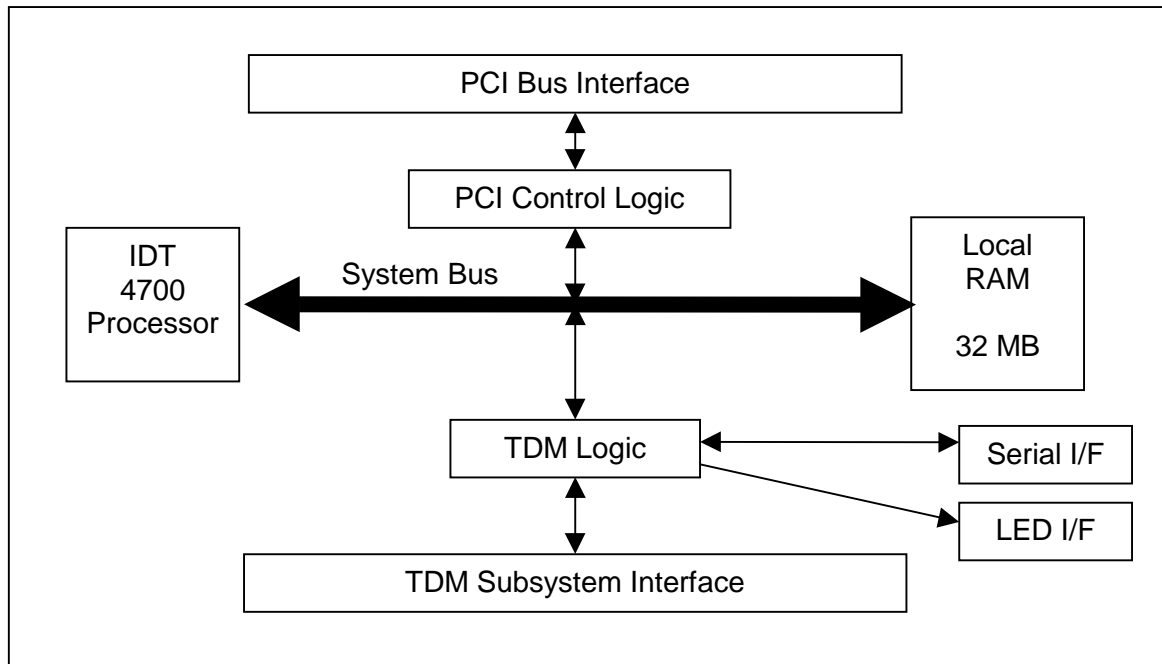 PCI Bus Interface
PCI Control Logic
IDT
4700
Processor
System Bus
Local
RAM
32 MB
TDM Logic
Serial I/F
LED I/F
TDM Subsystem Interface